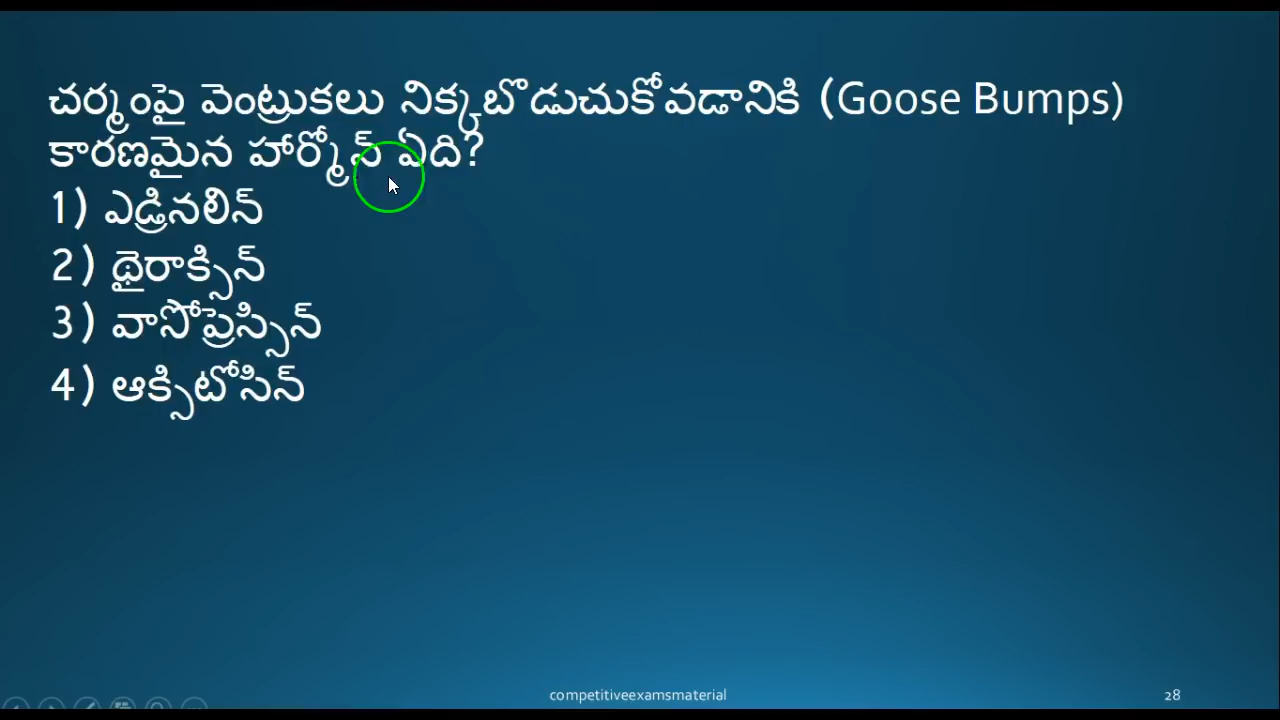 చర్మంపై వెంట్రుకలు నిక్కబొడుచుకోవడానికి (Goose Bumps)
కారణమైన హార్మోన్ ఏది?
1) ఎడ్రినలిన్
2) థైరాక్సిన్
3) వాసోప్రెస్సిన్
4) ఆక్సిటోసిన్
competitiveexamsmaterial
28